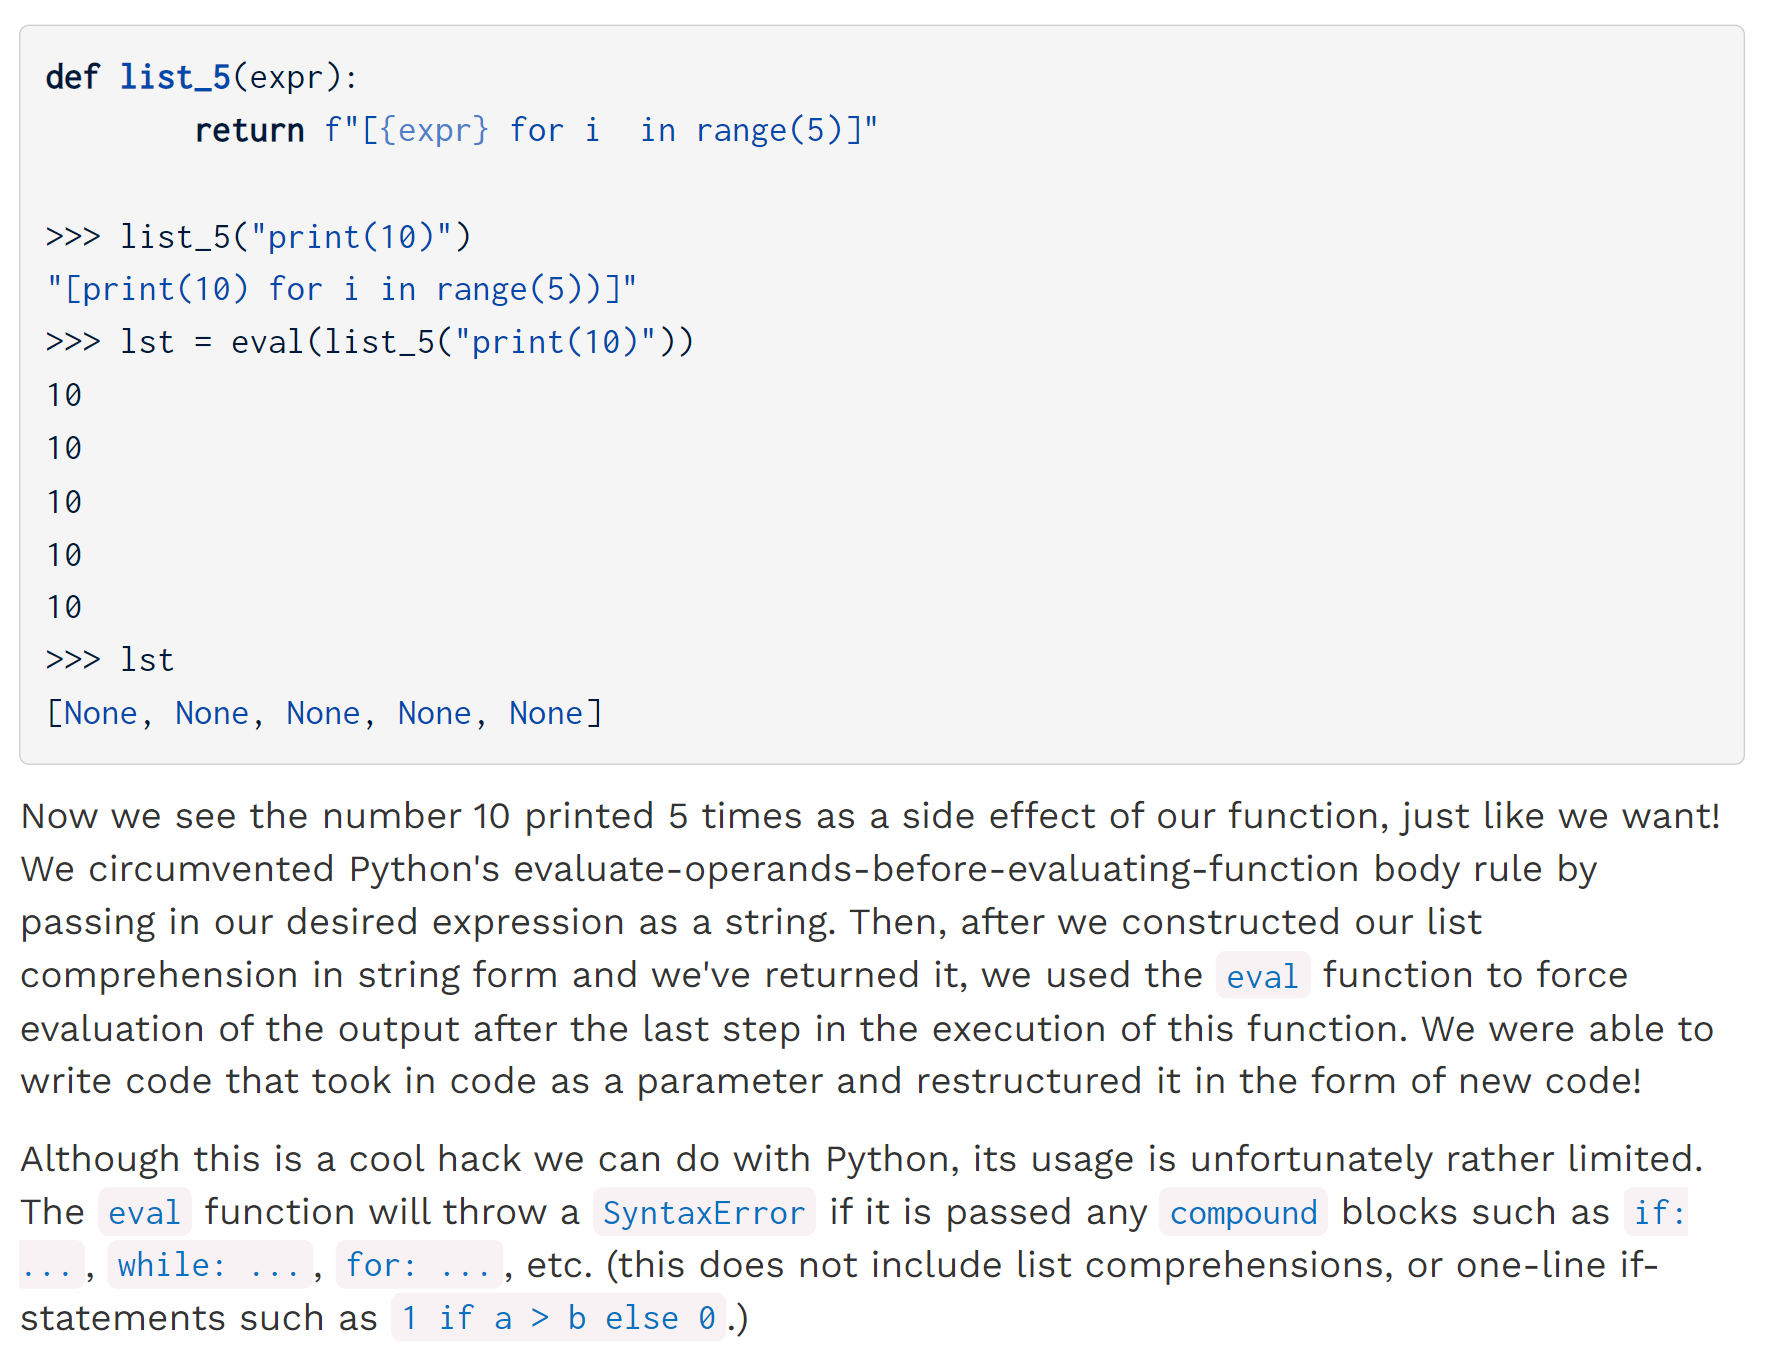 def list_5(expr):
        return f"[{expr} for i  in range(5)]"
>>> list_5("print(10)")
"[print(10) for i in range(5))]"
>>> lst = eval(list_5("print(10)"))
10
10
10
10
10
>>> lst
[None, None, None, None, None]
Now we see the number 10 printed 5 times as a side effect of our function, just like we want!
We circumvented Python's evaluate-operands-before-evaluating-function body rule by
passing in our desired expression as a string. Then, after we constructed our list
comprehension in string form and we've returned it, we used the eval function to force
evaluation of the output after the last step in the execution of this function. We were able to
write code that took in code as a parameter and restructured it in the form of new code!
Although this is a cool hack we can do with Python, its usage is unfortunately rather limited.
The eval function will throw a SyntaxError if it is passed any compound blocks such as if:
..., while: ..., for: ..., etc. (this does not include list comprehensions, or one-line if-
statements such as 1 if a > b else 0.)